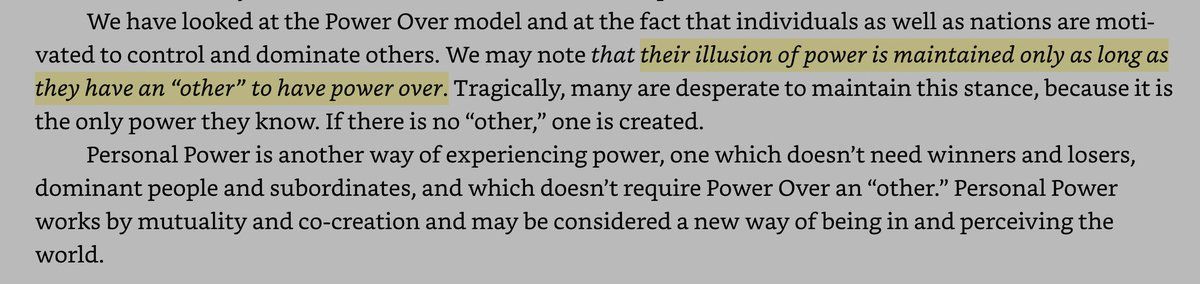 We have looked at the Power Over model and at the fact that individuals as well as nations are moti-
vated to control and dominate others. We may note that their illusion of power is maintained only as long as
they have an “other” to have power over. Tragically, many are desperate to maintain this stance, because it is
the only power they know. If there is no “other,” one is created.
Personal Power is another way of experiencing power, one which doesn’t need winners and losers,
dominant people and subordinates, and which doesn’t require Power Over an “other.” Personal Power
works by mutuality and co-creation and may be considered a new way of being in and perceiving the
world.